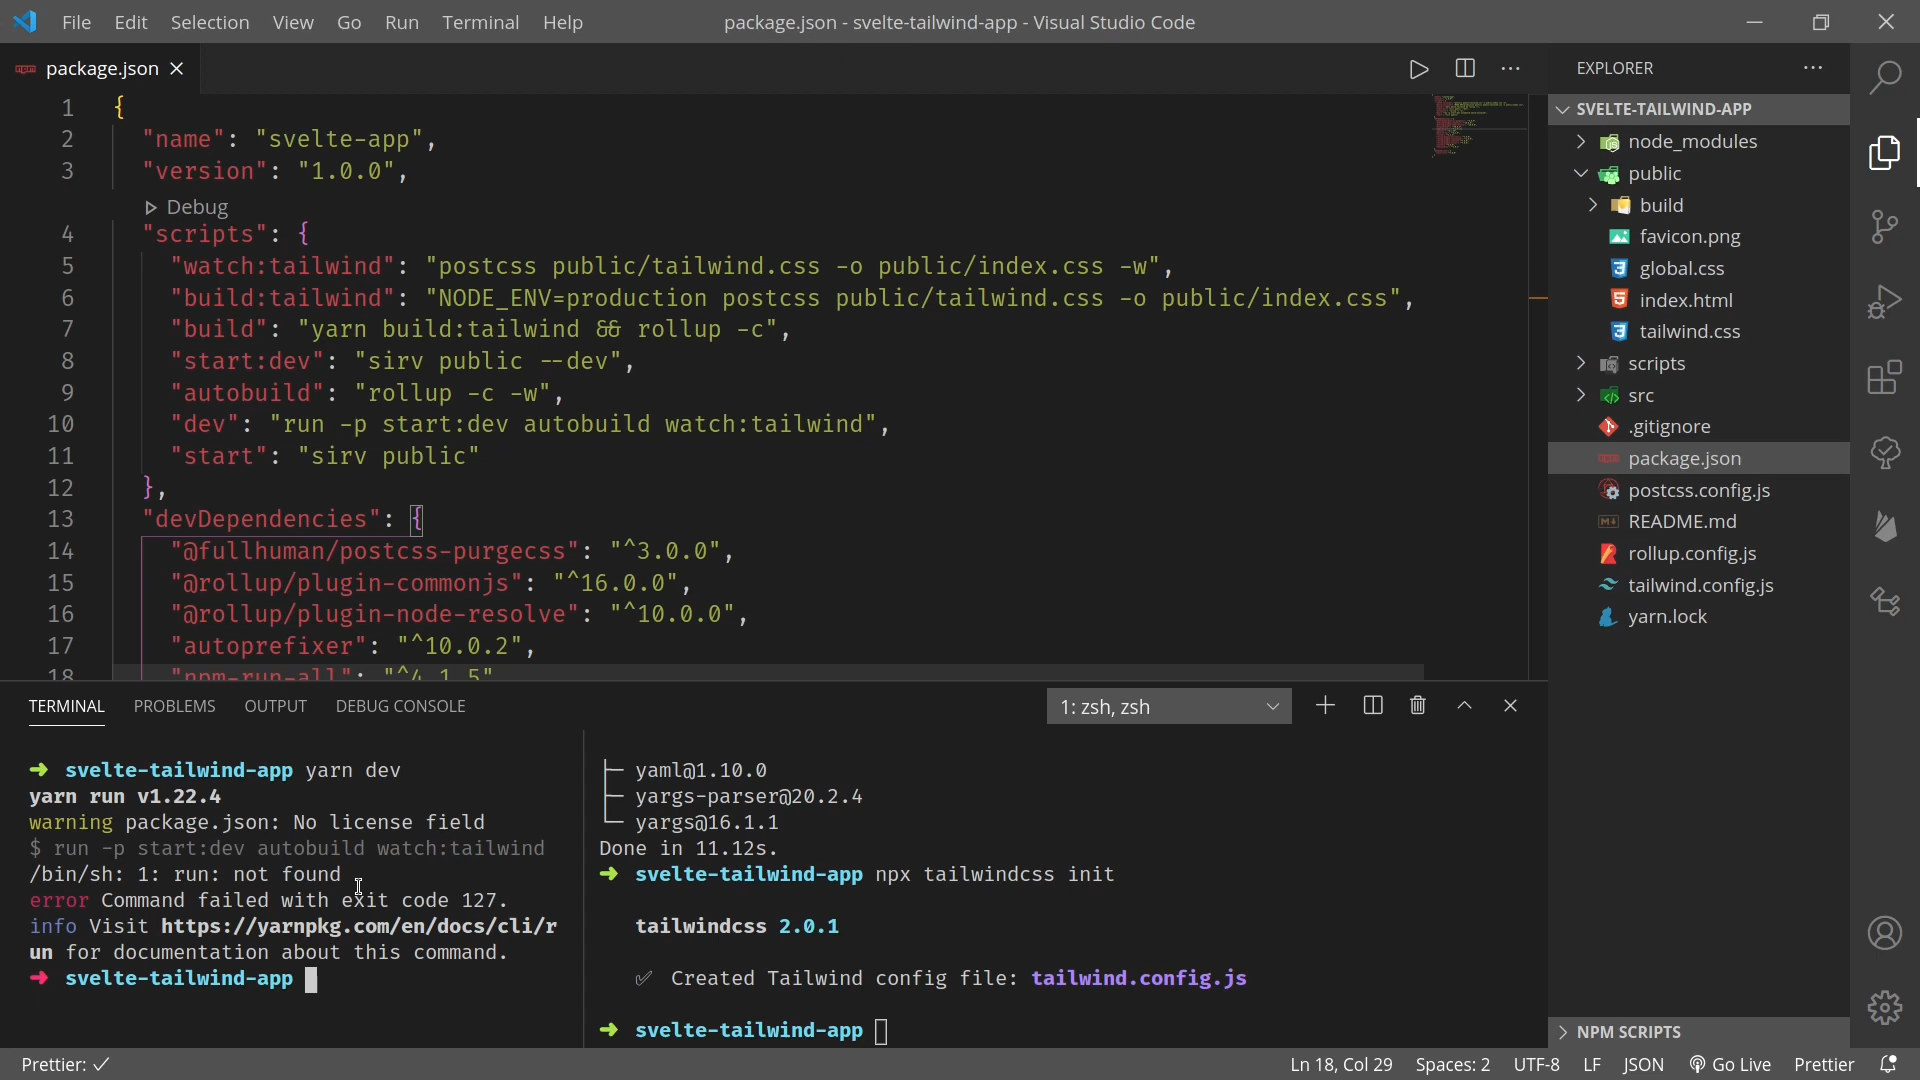 File Edit Selection View Go Run Terminal Help
package.json - svelte-tailwind-app - Visual Studio Code
package.json
1 {
2 "name": "svelte-app",
3 "version": "1.0.0",
Debug
4 "scripts": {
5 "watch:tailwind": "postcss public/tailwind.css -o public/index.css -w",
6 "build:tailwind": "NODE_ENV=production postcss public/tailwind.css -o public/index.css",
7 "build": "yarn build:tailwind && rollup -c",
8 "start:dev": "sirv public --dev",
9 "autobuild": "rollup -c -w",
10 "dev": "run -p start:dev autobuild watch:tailwind",
11 "start": "sirv public"
12 },
13 "devDependencies": {
14 "@fullhuman/postcss-purgecss": "^3.0.0",
15 "@rollup/plugin-commonjs": "^16.0.0",
16 "@rollup/plugin-node-resolve": "^10.0.0",
17 "autoprefixer": "^10.0.2",
18 "npm-run-all": "^4.1.5"
EXPLORER
SVELTE-TAILWIND-APP
node_modules
public
build
favicon.png
global.css
index.html
tailwind.css
scripts
src
.gitignore
package.json
postcss.config.js
README.md
rollup.config.js
tailwind.config.js
yarn.lock
NPM SCRIPTS
TERMINAL PROBLEMS OUTPUT DEBUG CONSOLE
1: zsh, zsh
➜ svelte-tailwind-app yarn dev
yarn run v1.22.4
warning package.json: No license field
$ run -p start:dev autobuild watch:tailwind
/bin/sh: 1: run: not found
error Command failed with exit code 127.
info Visit https://yarnpkg.com/en/docs/cli/r
un for documentation about this command.
➜ svelte-tailwind-app
├─ yaml@1.10.0
├─ yargs-parser@20.2.4
└─ yargs@16.1.1
Done in 11.12s.
➜ svelte-tailwind-app npx tailwindcss init
tailwindcss 2.0.1
✅ Created Tailwind config file: tailwind.config.js
➜ svelte-tailwind-app
Prettier: ✓
Ln 18, Col 29 Spaces: 2 UTF-8 LF JSON Go Live Prettier